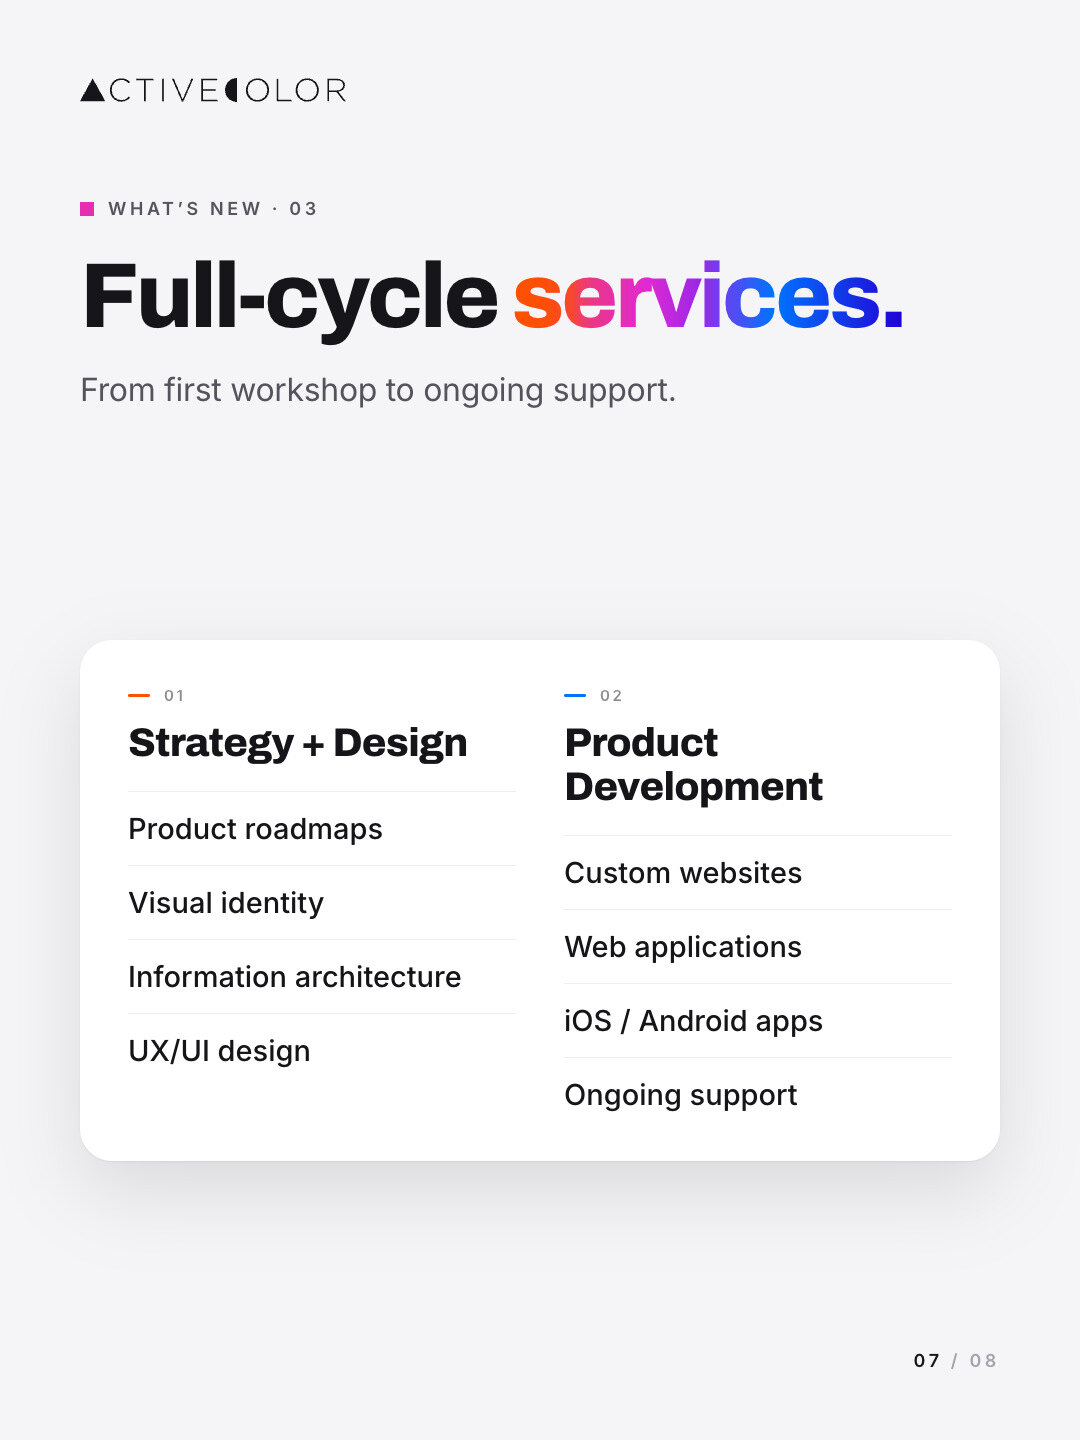 ACTIVECOLOR
WHAT’S NEW · 03
Full-cycle services.
From first workshop to ongoing support.
01
Strategy + Design
Product roadmaps
Visual identity
Information architecture
UX/UI design
02
Product
Development
Custom websites
Web applications
iOS / Android apps
Ongoing support
07 / 08